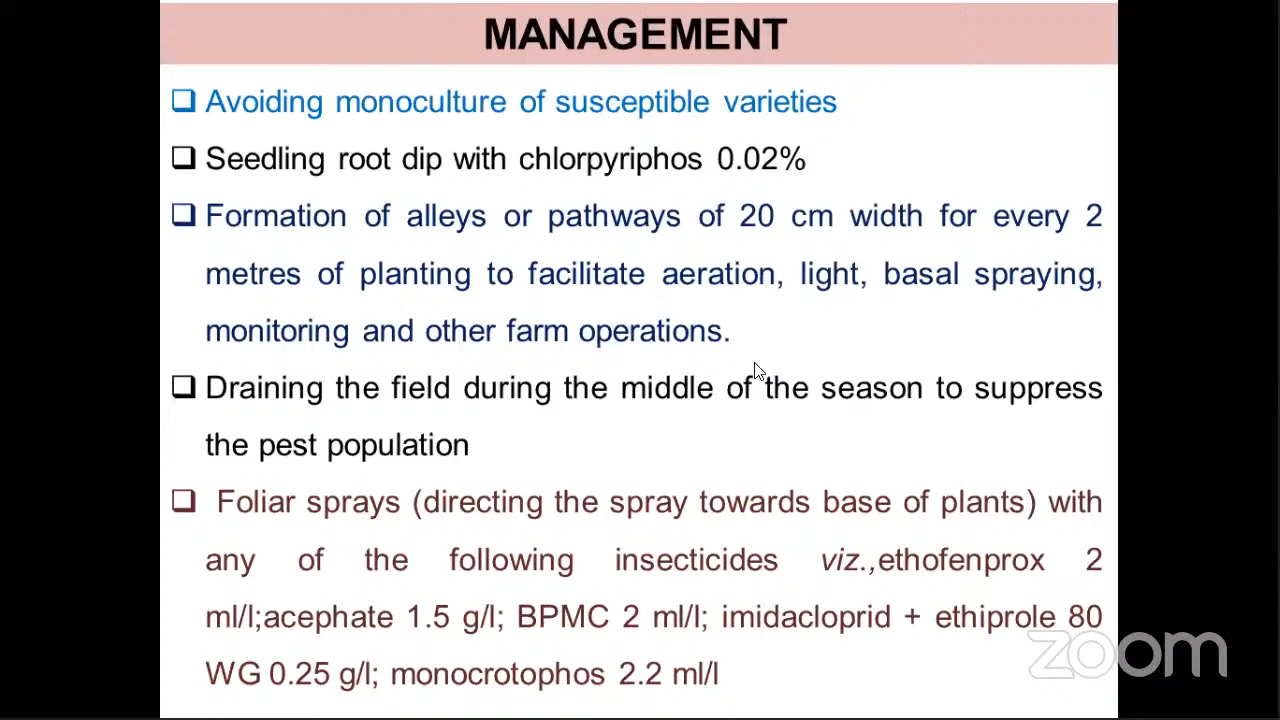 MANAGEMENT
❑ Avoiding monoculture of susceptible varieties
❑ Seedling root dip with chlorpyriphos 0.02%
❑ Formation of alleys or pathways of 20 cm width for every 2
metres of planting to facilitate aeration, light, basal spraying,
monitoring and other farm operations.
❑ Draining the field during the middle of the season to suppress
the pest population
❑ Foliar sprays (directing the spray towards base of plants) with
any of the following insecticides viz.,ethofenprox 2
ml/l;acephate 1.5 g/l; BPMC 2 ml/l; imidacloprid + ethiprole 80
WG 0.25 g/l; monocrotophos 2.2 ml/l
zoom